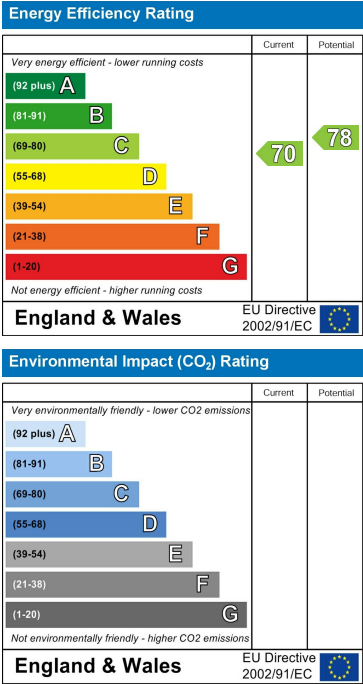 Energy Efficiency Rating
Current Potential
Very energy efficient - lower running costs
(92 plus) A
(81-91) B
(69-80) C
(55-68) D
(39-54) E
(21-38) F
(1-20) G
70
78
Not energy efficient - higher running costs
England & Wales
EU Directive
2002/91/EC
Environmental Impact (CO₂) Rating
Current Potential
Very environmentally friendly - lower CO2 emissions
(92 plus) A
(81-91) B
(69-80) C
(55-68) D
(39-54) E
(21-38) F
(1-20) G
Not environmentally friendly - higher CO2 emissions
England & Wales
EU Directive
2002/91/EC